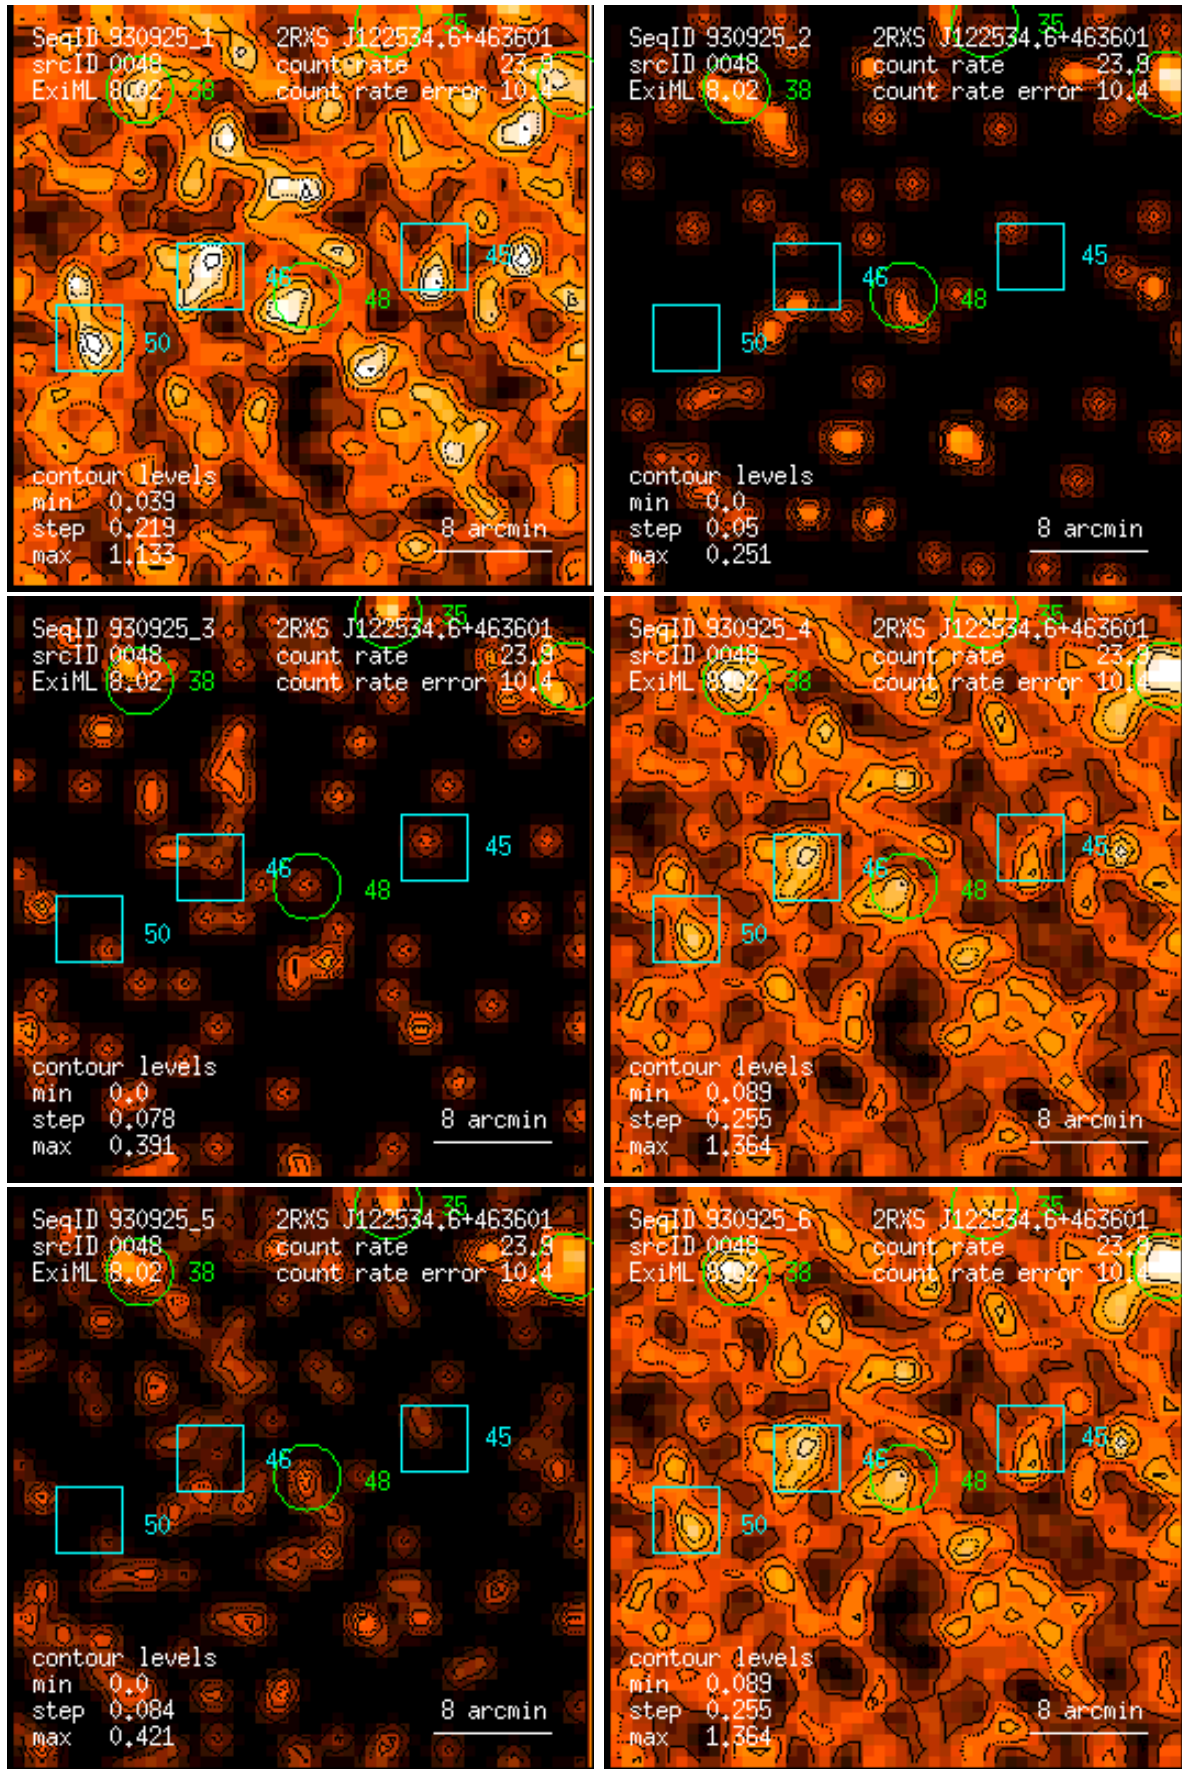 35
SeqID 930925_1 2RXS J122534.6+463601
srcID 0048 count rate 23.9
ExiML 8.02 38 count rate error 10.4
45
46
48
50
contour levels
min 0.039
step 0.219 8 arcmin
max 1.133
35
SeqID 930925_2 2RXS J122534.6+463601
srcID 0048 count rate 23.9
ExiML 8.02 38 count rate error 10.4
45
46
48
50
contour levels
min 0.0
step 0.05 8 arcmin
max 0.251
35
SeqID 930925_3 2RXS J122534.6+463601
srcID 0048 count rate 23.9
ExiML 8.02 38 count rate error 10.4
45
46
48
50
contour levels
min 0.0
step 0.078 8 arcmin
max 0.391
35
SeqID 930925_4 2RXS J122534.6+463601
srcID 0048 count rate 23.9
ExiML 8.02 38 count rate error 10.4
45
46
48
50
contour levels
min 0.089
step 0.255 8 arcmin
max 1.364
35
SeqID 930925_5 2RXS J122534.6+463601
srcID 0048 count rate 23.9
ExiML 8.02 38 count rate error 10.4
45
46
48
50
contour levels
min 0.0
step 0.084 8 arcmin
max 0.421
35
SeqID 930925_6 2RXS J122534.6+463601
srcID 0048 count rate 23.9
ExiML 8.02 38 count rate error 10.4
45
46
48
50
contour levels
min 0.089
step 0.255 8 arcmin
max 1.364